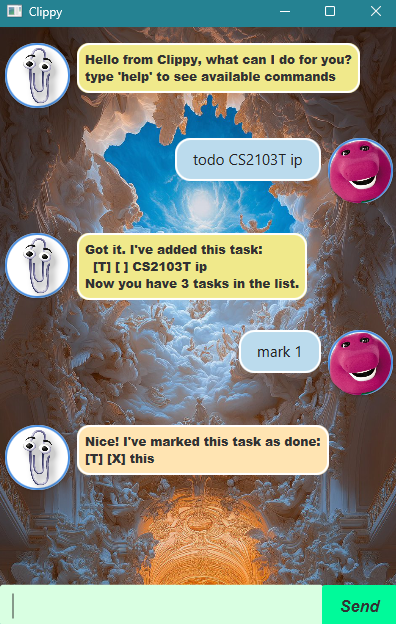 Clippy
Hello from Clippy, what can I do for you?
type 'help' to see available commands
todo CS2103T ip
Got it. I've added this task:
[T] [ ] CS2103T ip
Now you have 3 tasks in the list.
mark 1
Nice! I've marked this task as done:
[T] [X] this
Send